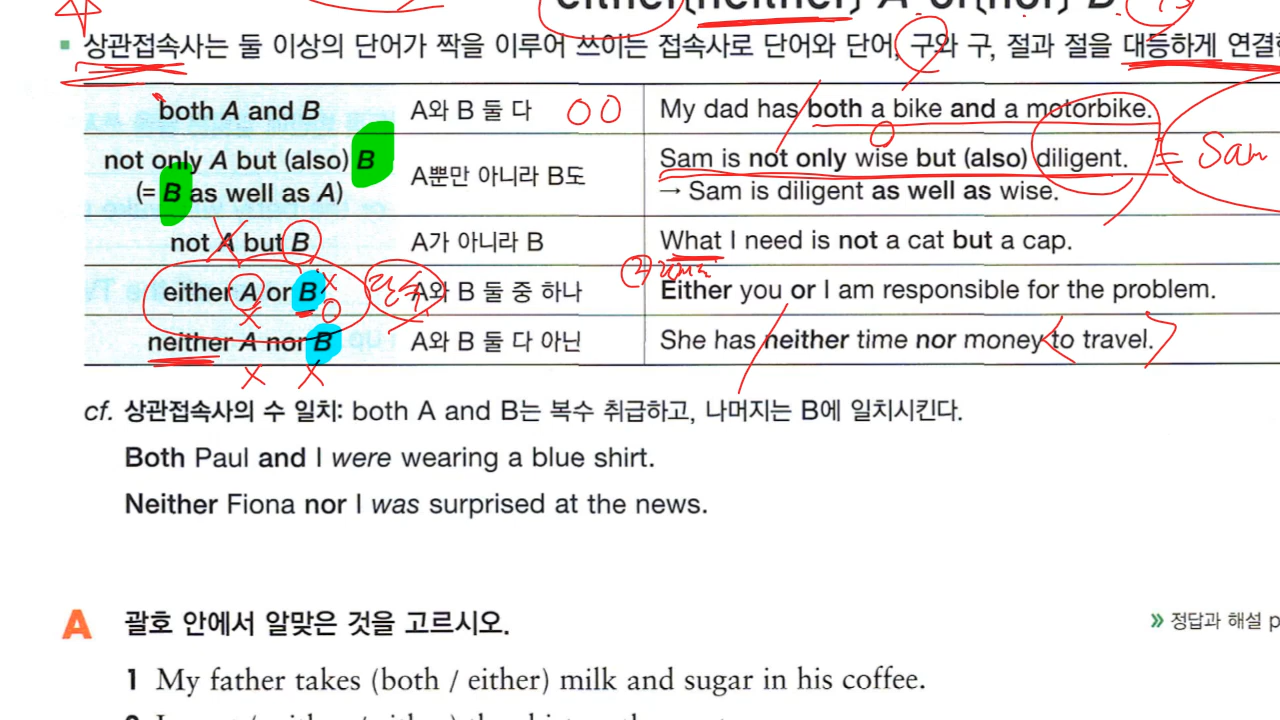 either(neither) A or(nor) B
상관접속사는 둘 이상의 단어가 짝을 이루어 쓰이는 접속사로 단어와 단어, 구와 구, 절과 절을 대등하게
both A and B A와 B 둘 다 My dad has both a bike and a motorbike.
not only A but (also) B A뿐만 아니라 B도 Sam is not only wise but (also) diligent. = Sam
(= B as well as A) → Sam is diligent as well as wise.
not A but B A가 아니라 B What I need is not a cat but a cap.
either A or B A와 B 둘 중 하나 Either you or I am responsible for the problem.
neither A nor B A와 B 둘 다 아닌 She has neither time nor money to travel.
cf. 상관접속사의 수 일치: both A and B는 복수 취급하고, 나머지는 B에 일치시킨다.
Both Paul and I were wearing a blue shirt.
Neither Fiona nor I was surprised at the news.
A 괄호 안에서 알맞은 것을 고르시오. » 정답과 해설 p
1 My father takes (both / either) milk and sugar in his coffee.